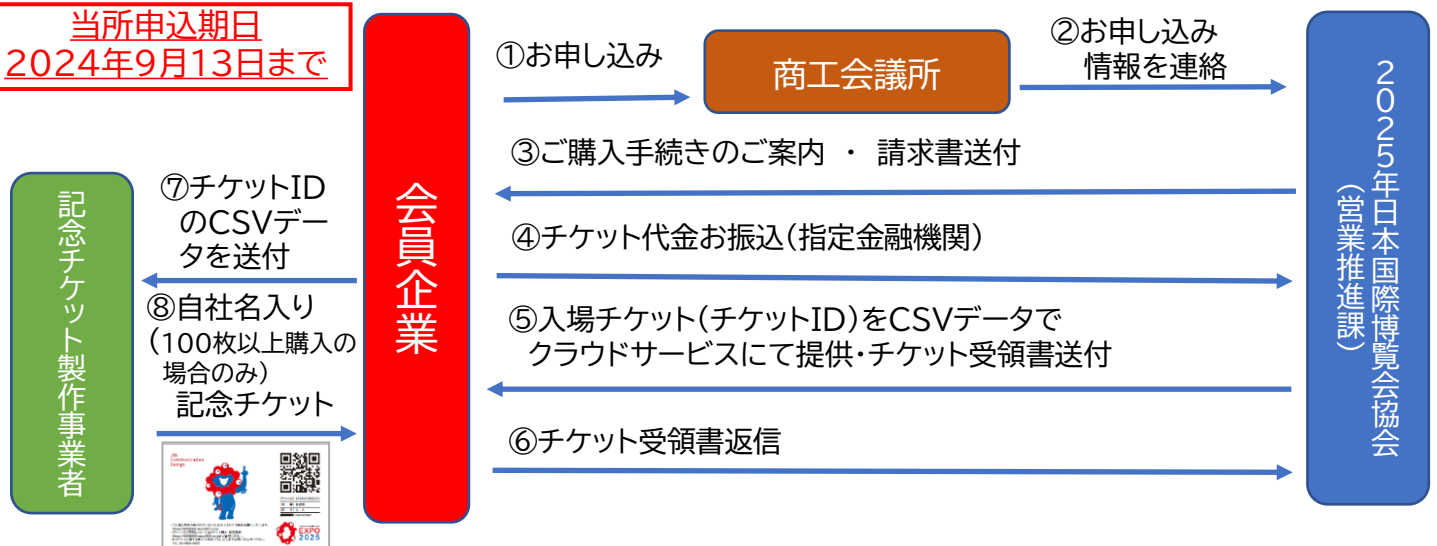 当所申込期日
2024年9月13日まで
①お申し込み
商工会議所
②お申し込み
情報を連絡
2025年日本国際博覧会協会
（営業推進課）
会員企業
③ご購入手続きのご案内 ・ 請求書送付
④チケット代金お振込（指定金融機関）
⑤入場チケット（チケットID）をCSVデータで
クラウドサービスにて提供・チケット受領書送付
⑥チケット受領書返信
記念チケット製作事業者
⑦チケットID
のCSVデー
タを送付
⑧自社名入り
（100枚以上購入の
場合のみ）
記念チケット
EXPO
2025